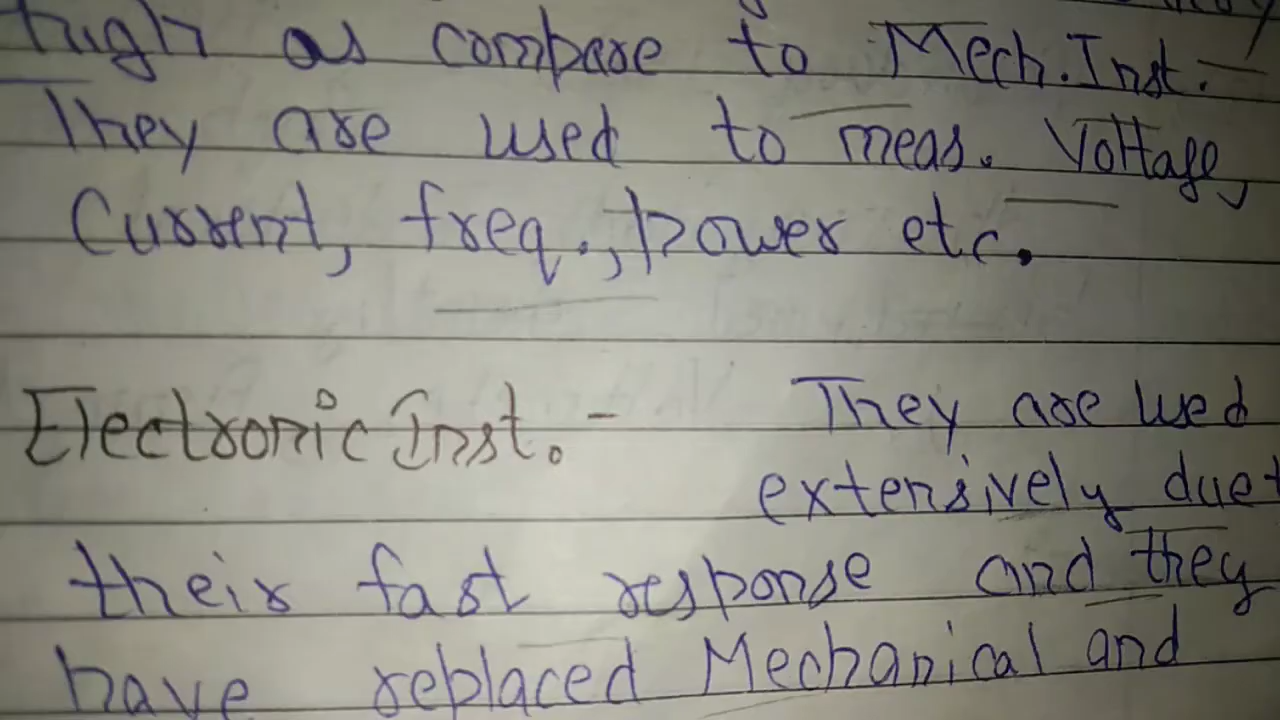 high as compare to Mech. Inst. -
They are used to meas. Voltage,
Current, freq., power etc.
Electronic Inst. - They are used
extensively due t
their fast response and they
have replaced Mechanical and